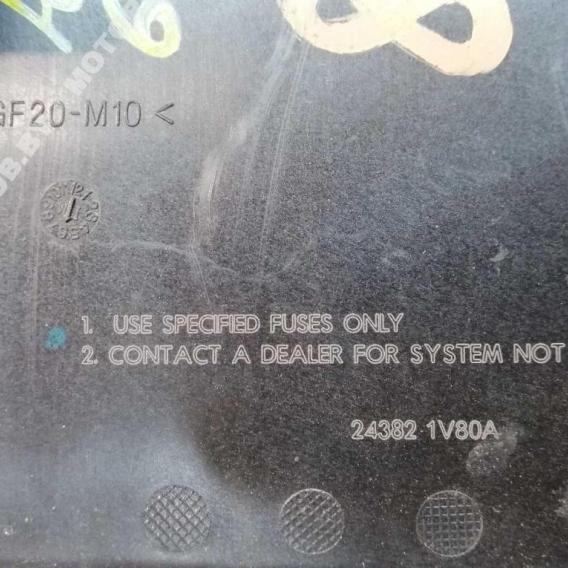 GF20-M10<
1. USE SPECIFIED FUSES ONLY
2. CONTACT A DEALER FOR SYSTEM NOT
24382 1V80A